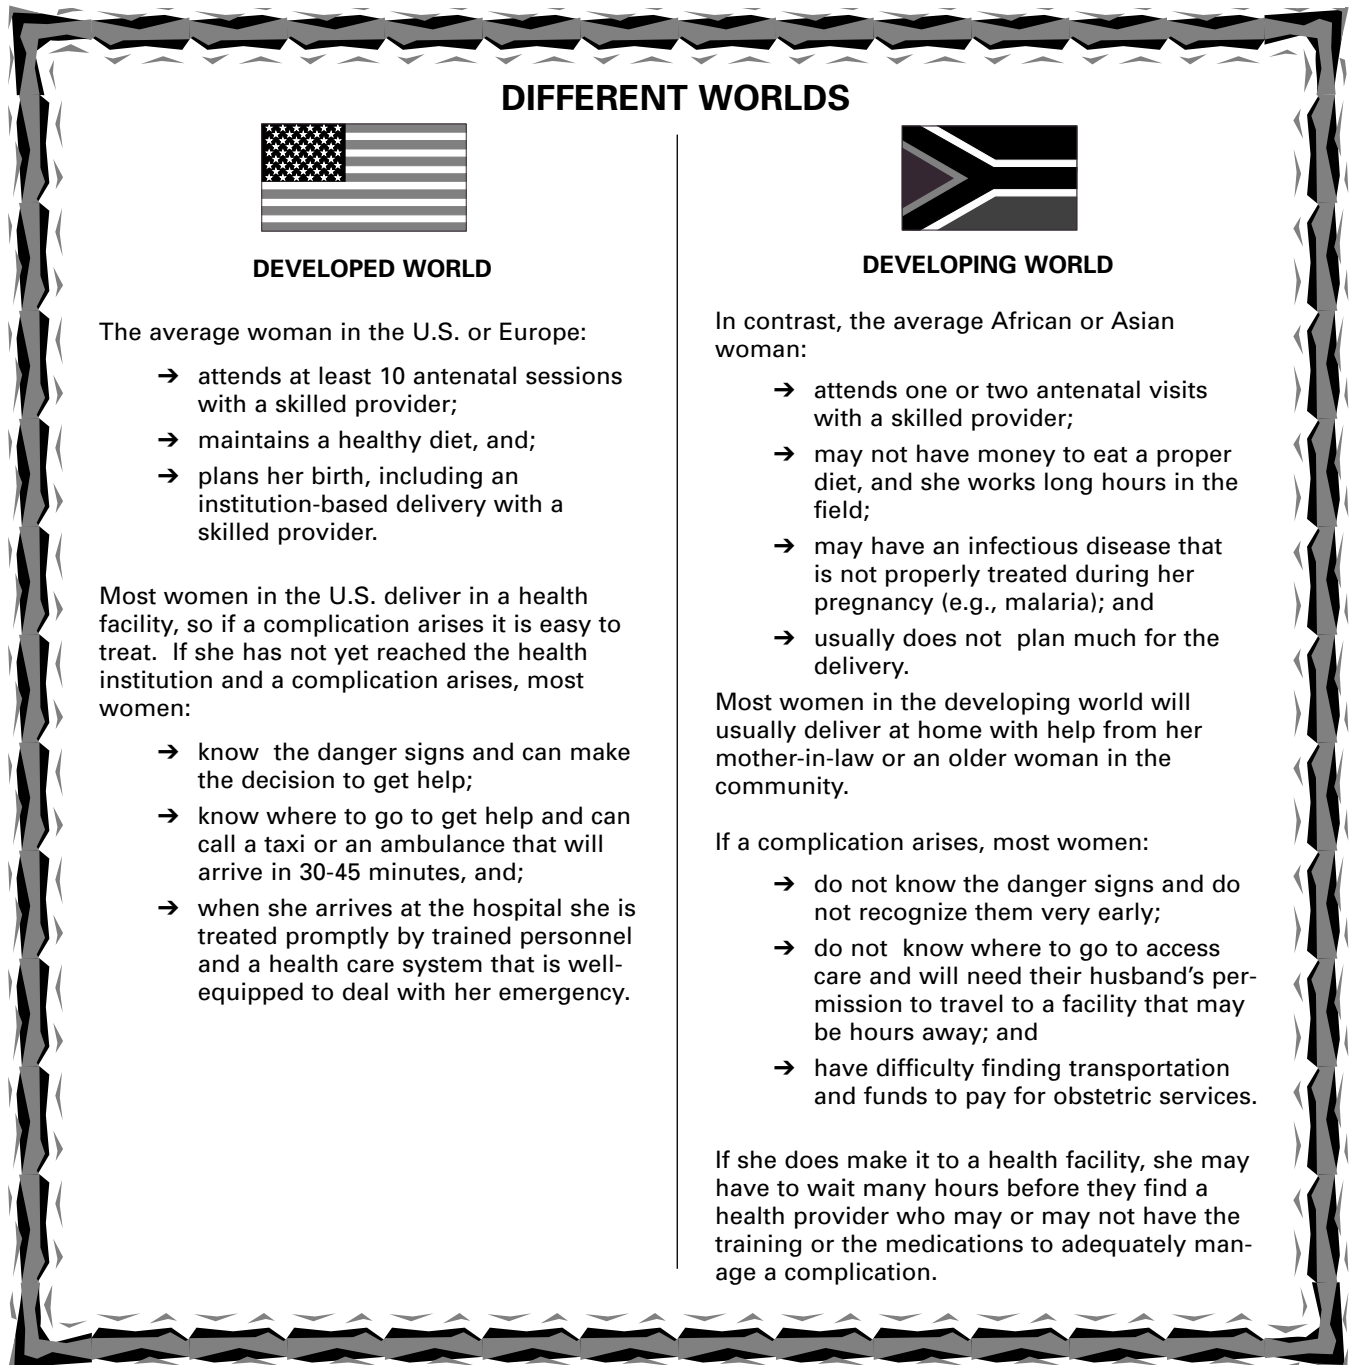 DIFFERENT WORLDS
DEVELOPED WORLD
The average woman in the U.S. or Europe:
➔ attends at least 10 antenatal sessions
with a skilled provider;
➔ maintains a healthy diet, and;
➔ plans her birth, including an
institution-based delivery with a
skilled provider.
Most women in the U.S. deliver in a health
facility, so if a complication arises it is easy to
treat.  If she has not yet reached the health
institution and a complication arises, most
women:
➔ know  the danger signs and can make
the decision to get help;
➔ know where to go to get help and can
call a taxi or an ambulance that will
arrive in 30-45 minutes, and;
➔ when she arrives at the hospital she is
treated promptly by trained personnel
and a health care system that is well-
equipped to deal with her emergency.
DEVELOPING WORLD
In contrast, the average African or Asian
woman:
➔ attends one or two antenatal visits
with a skilled provider;
➔ may not have money to eat a proper
diet, and she works long hours in the
field;
➔ may have an infectious disease that
is not properly treated during her
pregnancy (e.g., malaria); and
➔ usually does not  plan much for the
delivery.
Most women in the developing world will
usually deliver at home with help from her
mother-in-law or an older woman in the
community.
If a complication arises, most women:
➔ do not know the danger signs and do
not recognize them very early;
➔ do not  know where to go to access
care and will need their husband's per-
mission to travel to a facility that may
be hours away; and
➔ have difficulty finding transportation
and funds to pay for obstetric services.
If she does make it to a health facility, she may
have to wait many hours before they find a
health provider who may or may not have the
training or the medications to adequately man-
age a complication.